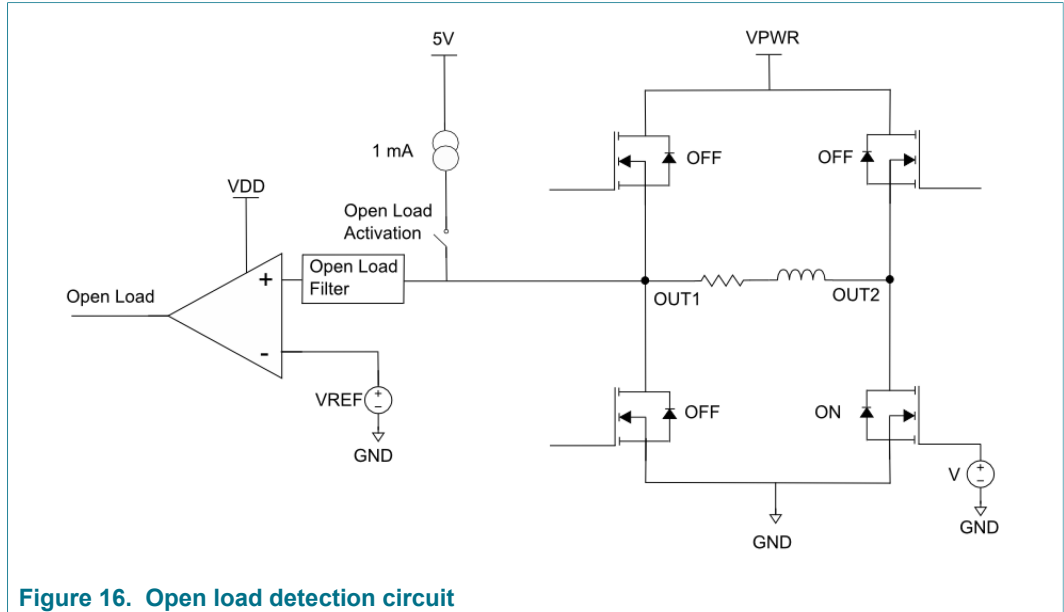 5V
VPWR
1 mA
OFF
OFF
VDD
Open Load
Activation
Open Load
Filter
+
-
Open Load
OUT1
OUT2
VREF
+
−
GND
OFF
ON
V
+
−
GND
GND
Figure 16. Open load detection circuit